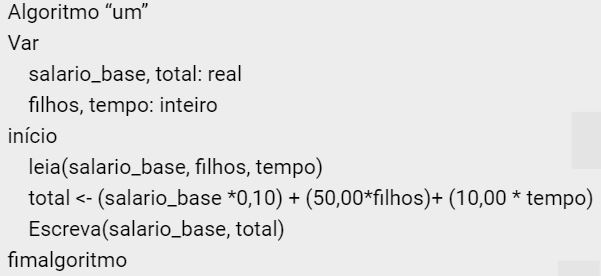 Algoritmo “um”
Var
salario_base, total: real
filhos, tempo: inteiro
início
leia(salario_base, filhos, tempo)
total <- (salario_base *0,10) + (50,00*filhos)+ (10,00 * tempo)
Escreva(salario_base, total)
fimalgoritmo